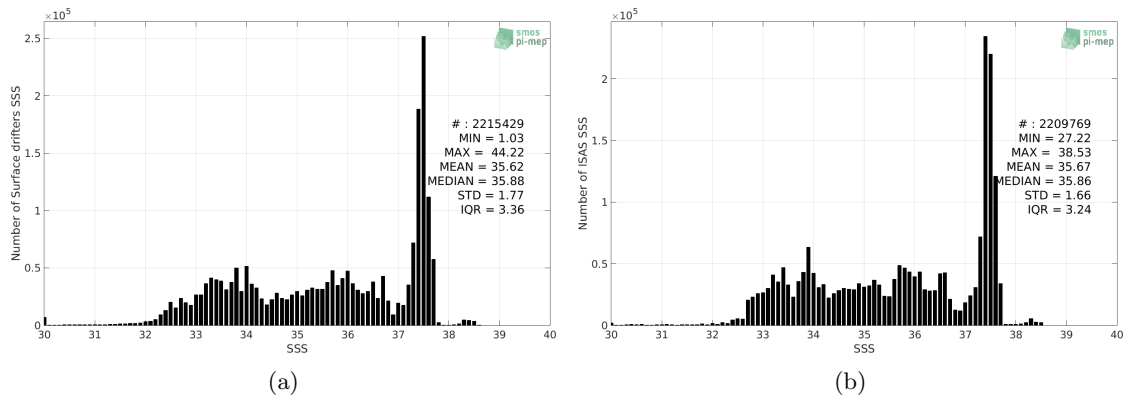 ×10⁵
2.5
2
1.5
1
0.5
0
30 31 32 33 34 35 36 37 38 39 40
SSS
Number of Surface drifters SSS
smos
pi-mep
# : 2215429
MIN = 1.03
MAX = 44.22
MEAN = 35.62
MEDIAN = 35.88
STD = 1.77
IQR = 3.36
(a)
×10⁵
2
1.5
1
0.5
0
30 31 32 33 34 35 36 37 38 39 40
SSS
Number of ISAS SSS
smos
pi-mep
# : 2209769
MIN = 27.22
MAX = 38.53
MEAN = 35.67
MEDIAN = 35.86
STD = 1.66
IQR = 3.24
(b)